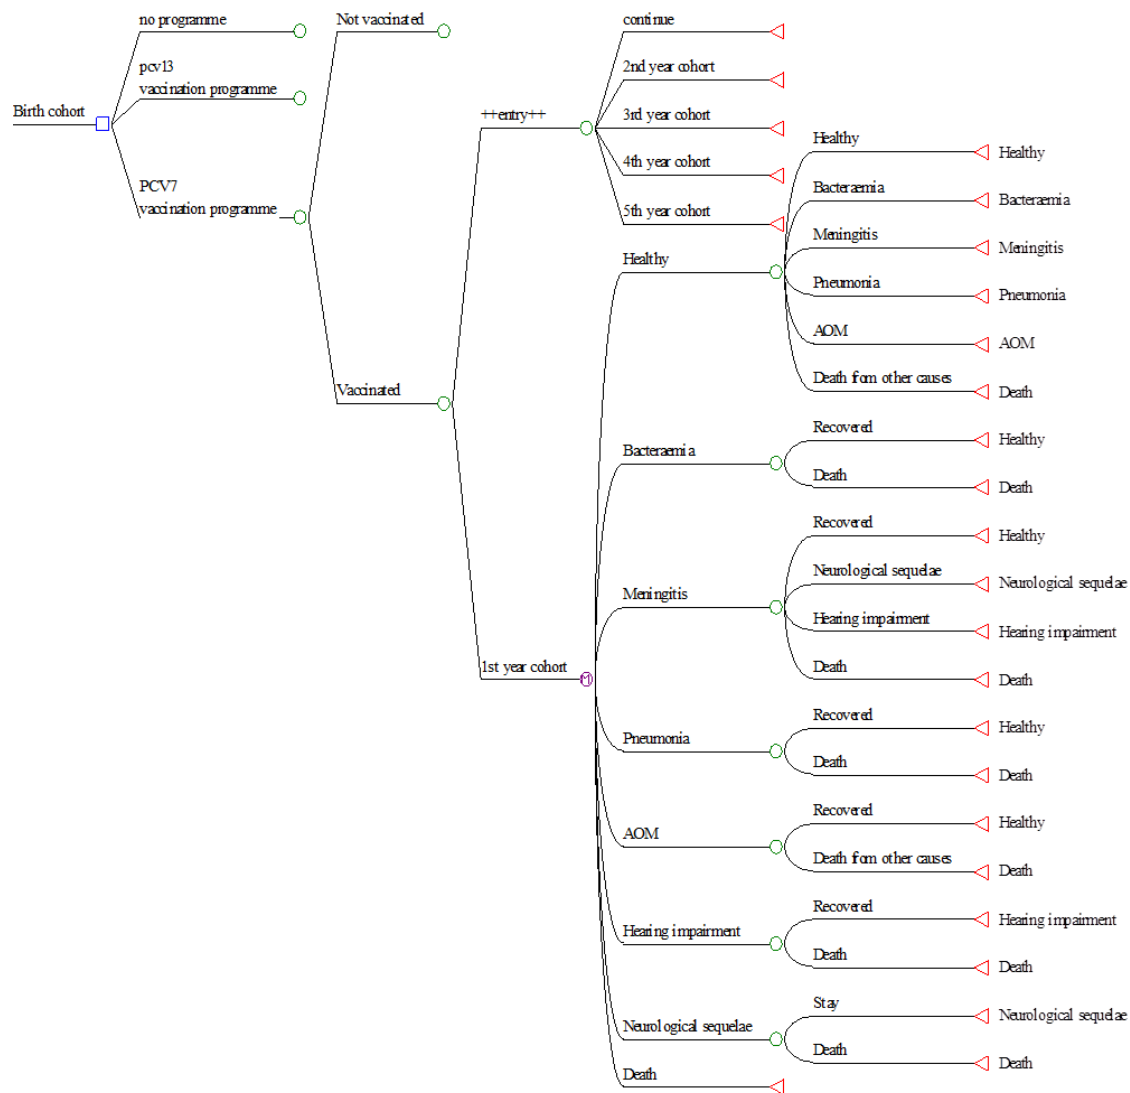 Birth cohort
no programme
pcv13
vaccination programme
PCV7
vaccination programme
Not vaccinated
Vaccinated
++entry++
continue
2nd year cohort
3rd year cohort
4th year cohort
5th year cohort
1st year cohort
M
Healthy
Healthy
Healthy
Bacteraemia
Bacteraemia
Meningitis
Meningitis
Pneumonia
Pneumonia
AOM
AOM
Death from other causes
Death
Bacteraemia
Recovered
Healthy
Death
Death
Meningitis
Recovered
Healthy
Neurological sequelae
Neurological sequelae
Hearing impairment
Hearing impairment
Death
Death
Pneumonia
Recovered
Healthy
Death
Death
AOM
Recovered
Healthy
Death from other causes
Death
Hearing impairment
Recovered
Hearing impairment
Death
Death
Neurological sequelae
Stay
Neurological sequelae
Death
Death
Death